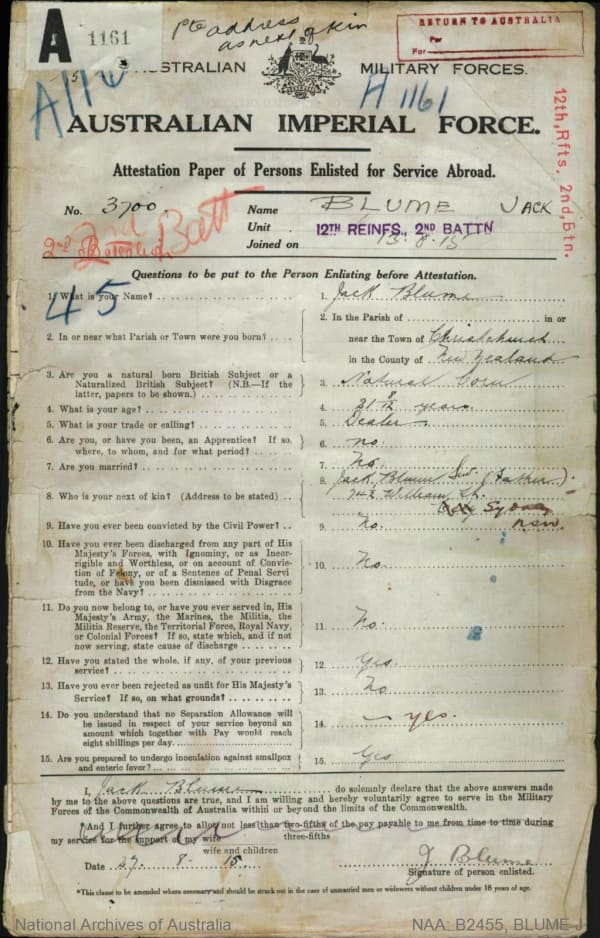 A 1161
Pte address
as next of kin
RETURN TO AUSTRALIA
Per
For
AUSTRALIAN MILITARY FORCES.
H 1161
AUSTRALIAN IMPERIAL FORCE.
12th, Rfts. 2nd, Btn.
Attestation Paper of Persons Enlisted for Service Abroad.
No. 3700
Name BLUME JACK
Unit 12TH REINFS, 2ND BATTN
Joined on 13.8.15
2nd Batt
Questions to be put to the Person Enlisting before Attestation.
45
1. What is your Name? 1. Jack Blume
2. In or near what Parish or Town were you born? 2. In the Parish of in or
near the Town of Christchurch
in the County of New Zealand
3. Are you a natural born British Subject or a
Naturalized British Subject? (N.B.—If the
latter, papers to be shown.) 3. Natural Born
4. What is your age? 4. 21 8/12 years
5. What is your trade or calling? 5. Dealer
6. Are you, or have you been, an Apprentice? If so,
where, to whom, and for what period? 6. no.
7. Are you married? 7. No.
8. Who is your next of kin? (Address to be stated) 8. Jack Blume Senr. (Father).
William St.
Sydney
NSW
9. Have you ever been convicted by the Civil Power? 9. No.
10. Have you ever been discharged from any part of His
Majesty's Forces, with Ignominy, or as Incor-
rigible and Worthless, or on account of Convic-
tion of Felony, or of a Sentence of Penal Servi
tude, or have you been dismissed with Disgrace
from the Navy? 10. No.
11. Do you now belong to, or have you ever served in, His
Majesty's Army, the Marines, the Militia, the
Militia Reserve, the Territorial Force, Royal Navy,
or Colonial Forces? If so, state which, and if not
now serving, state cause of discharge 11. No.
12. Have you stated the whole, if any, of your previous
service? 12. Yes.
13. Have you ever been rejected as unfit for His Majesty's
Service? If so, on what grounds? 13. No
14. Do you understand that no Separation Allowance will
be issued in respect of your service beyond an
amount which together with Pay would reach
eight shillings per day 14. yes.
15. Are you prepared to undergo inoculation against smallpox
and enteric fever? 15. Yes
I, Jack Blume do solemnly declare that the above answers made
by me to the above questions are true, and I am willing and hereby voluntarily agree to serve in the Military
Forces of the Commonwealth of Australia within or beyond the limits of the Commonwealth.
*And I further agree to allot not less than two-fifths of the pay payable to me from time to time during
three-fifths
my service for the support of my wife
wife and children
Date 27.8.15 J Blume
Signature of person enlisted.
*This clause to be amended where necessary and should be struck out in the case of unmarried men or widowers without children under 18 years of age.
National Archives of Australia NAA: B2455, BLUME J